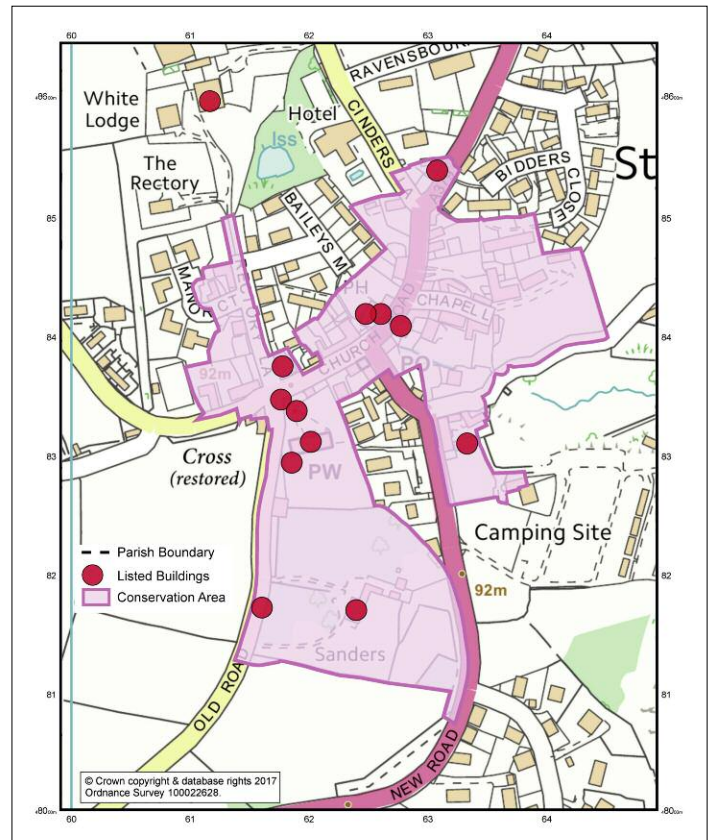 60 61 62 63 64
86
85
84
83
82
81
80
60 61 62 63 64
White
Lodge
Hotel
Iss
CINDERS
RAVENSBOUR
BIDDERS
CLOSE
St
The
Rectory
BAILEYS M
MANOR
CT
PH
CHAPEL L
CHURCH ROAD
PO
92m
Cross
(restored)
PW
Camping Site
92m
Parish Boundary
Listed Buildings
Conservation Area
Sanders
OLD ROAD
NEW ROAD
© Crown copyright & database rights 2017
Ordnance Survey 100022628.